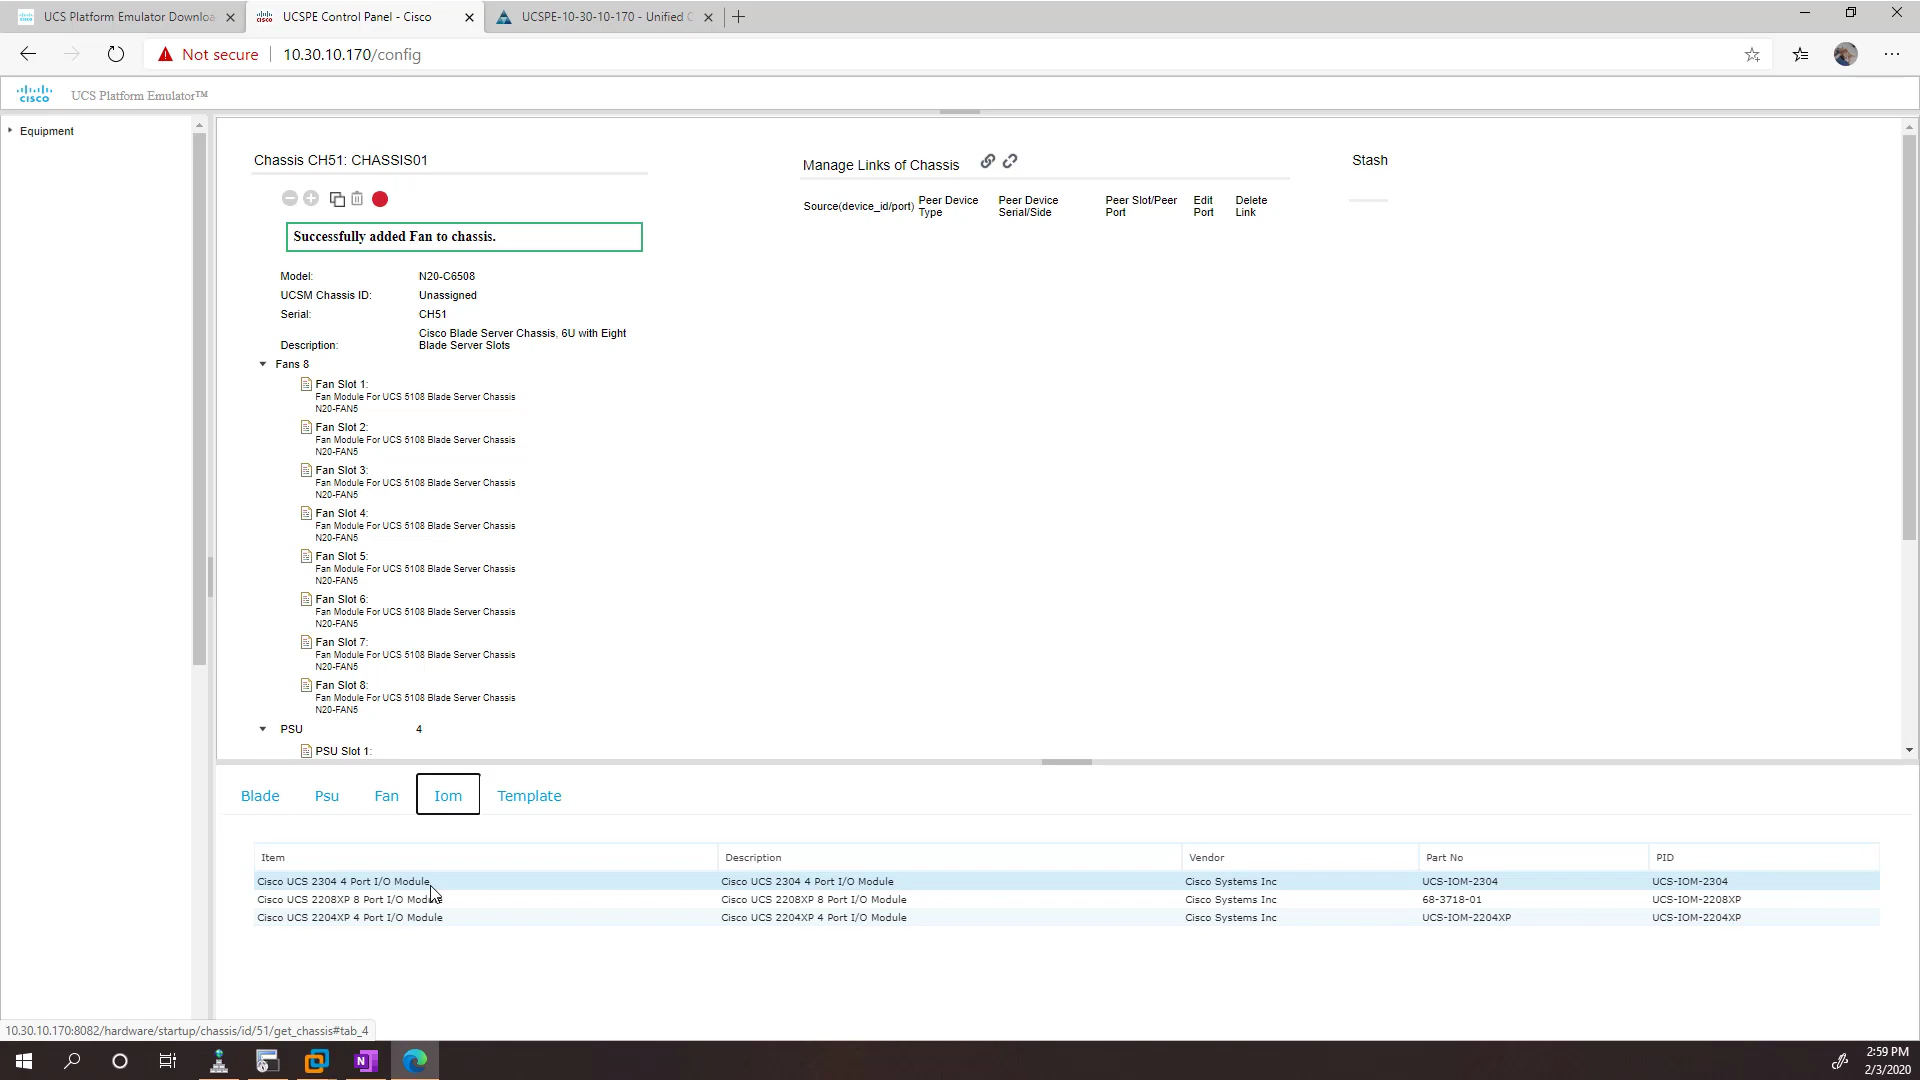 UCS Platform Emulator Downloa
UCSPE Control Panel - Cisco
UCSPE-10-30-10-170 - Unified C
Not secure
10.30.10.170/config
cisco
UCS Platform Emulator™
Equipment
Chassis CH51: CHASSIS01
Successfully added Fan to chassis.
Model: N20-C6508
UCSM Chassis ID: Unassigned
Serial: CH51
Description: Cisco Blade Server Chassis, 6U with Eight
Blade Server Slots
Fans 8
Fan Slot 1:
Fan Module For UCS 5108 Blade Server Chassis
N20-FAN5
Fan Slot 2:
Fan Module For UCS 5108 Blade Server Chassis
N20-FAN5
Fan Slot 3:
Fan Module For UCS 5108 Blade Server Chassis
N20-FAN5
Fan Slot 4:
Fan Module For UCS 5108 Blade Server Chassis
N20-FAN5
Fan Slot 5:
Fan Module For UCS 5108 Blade Server Chassis
N20-FAN5
Fan Slot 6:
Fan Module For UCS 5108 Blade Server Chassis
N20-FAN5
Fan Slot 7:
Fan Module For UCS 5108 Blade Server Chassis
N20-FAN5
Fan Slot 8:
Fan Module For UCS 5108 Blade Server Chassis
N20-FAN5
PSU 4
PSU Slot 1:
Manage Links of Chassis
Source(device_id/port) Peer Device Type Peer Device Serial/Side Peer Slot/Peer Port Edit Port Delete Link
Stash
Blade Psu Fan Iom Template
Item Description Vendor Part No PID
Cisco UCS 2304 4 Port I/O Module Cisco UCS 2304 4 Port I/O Module Cisco Systems Inc UCS-IOM-2304 UCS-IOM-2304
Cisco UCS 2208XP 8 Port I/O Module Cisco UCS 2208XP 8 Port I/O Module Cisco Systems Inc 68-3718-01 UCS-IOM-2208XP
Cisco UCS 2204XP 4 Port I/O Module Cisco UCS 2204XP 4 Port I/O Module Cisco Systems Inc UCS-IOM-2204XP UCS-IOM-2204XP
10.30.10.170:8082/hardware/startup/chassis/id/51/get_chassis#tab_4
2:59 PM
2/3/2020